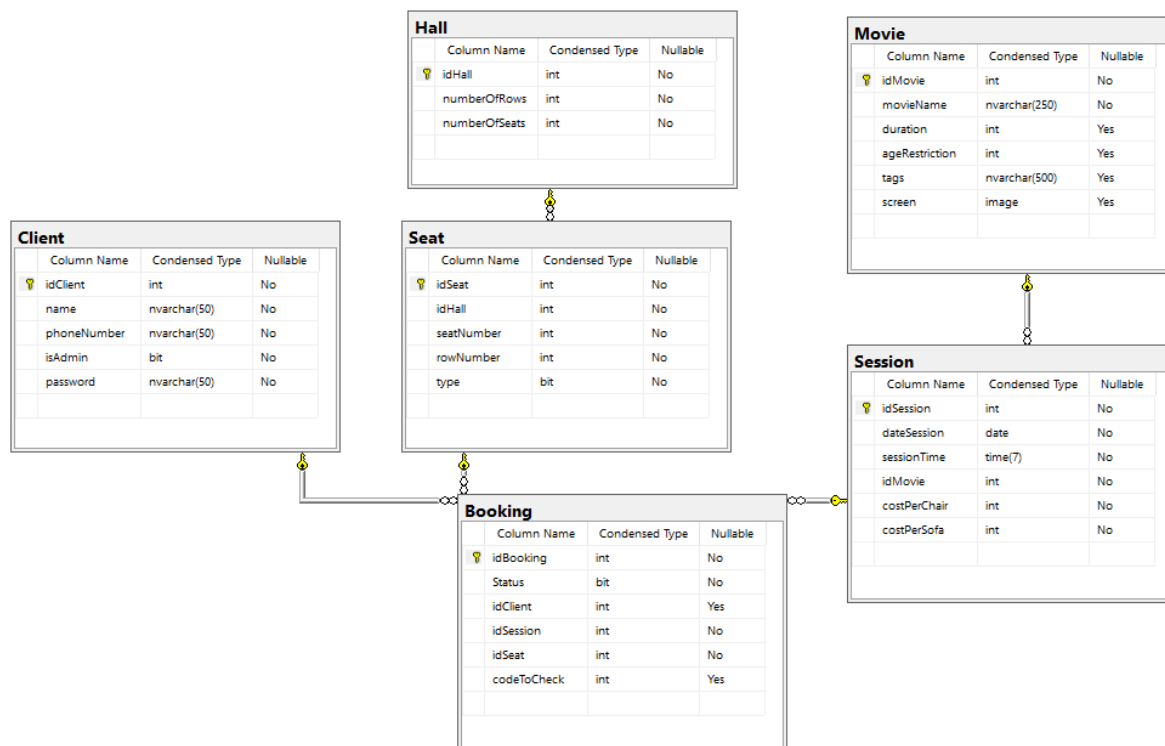 Hall
Column Name Condensed Type Nullable
idHall int No
numberOfRows int No
numberOfSeats int No
Movie
Column Name Condensed Type Nullable
idMovie int No
movieName nvarchar(250) No
duration int Yes
ageRestriction int Yes
tags nvarchar(500) Yes
screen image Yes
Client
Column Name Condensed Type Nullable
idClient int No
name nvarchar(50) No
phoneNumber nvarchar(50) No
isAdmin bit No
password nvarchar(50) No
Seat
Column Name Condensed Type Nullable
idSeat int No
idHall int No
seatNumber int No
rowNumber int No
type bit No
Session
Column Name Condensed Type Nullable
idSession int No
dateSession date No
sessionTime time(7) No
idMovie int No
costPerChair int No
costPerSofa int No
Booking
Column Name Condensed Type Nullable
idBooking int No
Status bit No
idClient int Yes
idSession int No
idSeat int No
codeToCheck int Yes